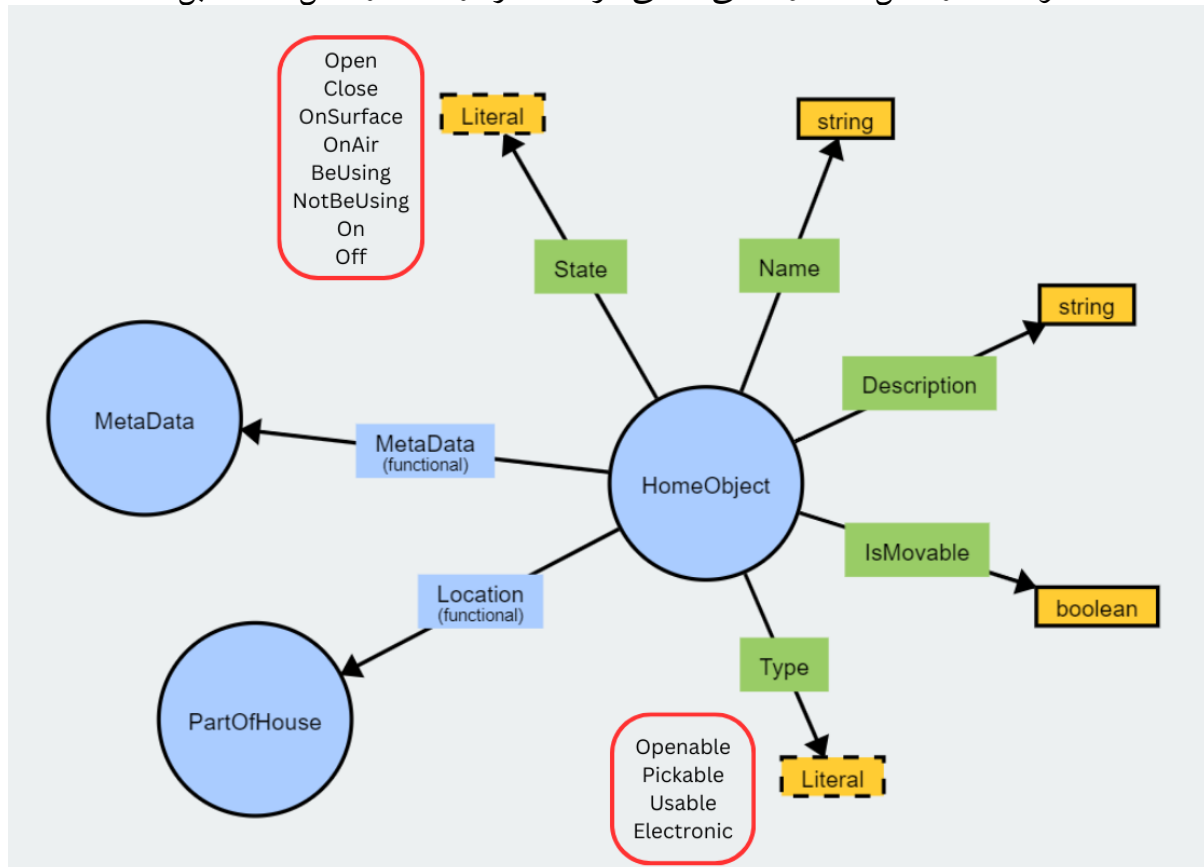 Open
Close
OnSurface
OnAir
BeUsing
NotBeUsing
On
Off
Literal
string
State
Name
string
Description
MetaData
MetaData
(functional)
HomeObject
IsMovable
Location
(functional)
boolean
Type
PartOfHouse
Openable
Pickable
Usable
Electronic
Literal